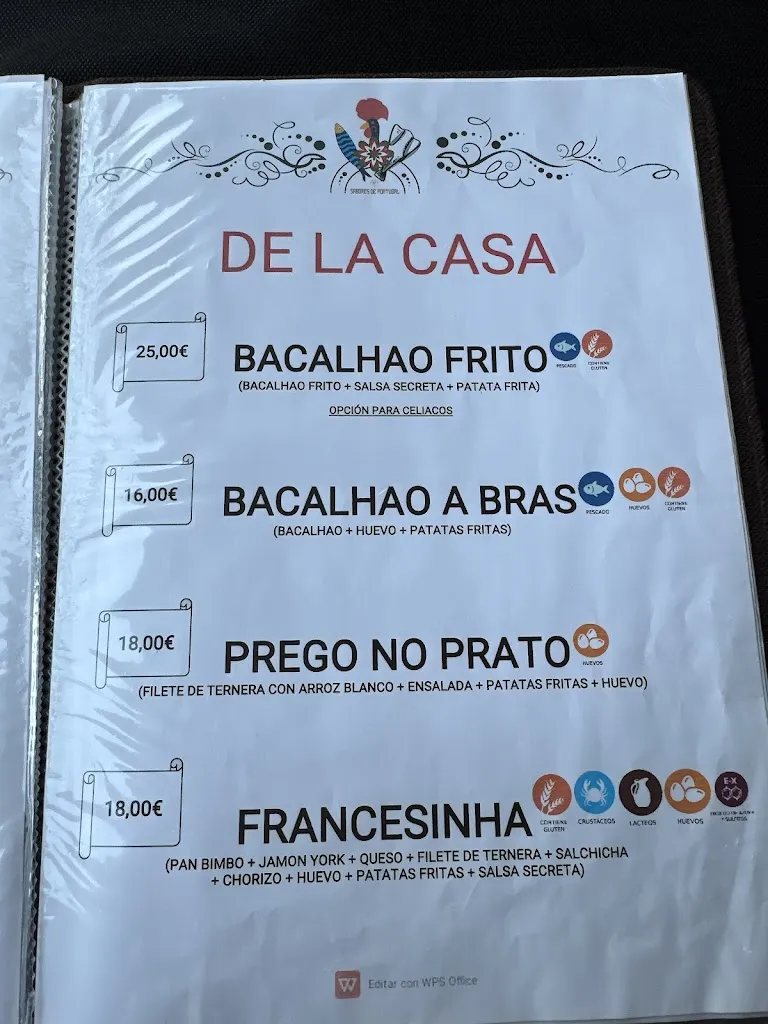 SABORES DE PORTUGAL
DE LA CASA
25,00€
BACALHAO FRITO
PESCADO
CONTIENE GLUTEN
(BACALHAO FRITO + SALSA SECRETA + PATATA FRITA)
OPCIÓN PARA CELIACOS
16,00€
BACALHAO A BRAS
PESCADO
HUEVOS
CONTIENE GLUTEN
(BACALHAO + HUEVO + PATATAS FRITAS)
18,00€
PREGO NO PRATO
HUEVOS
(FILETE DE TERNERA CON ARROZ BLANCO + ENSALADA + PATATAS FRITAS + HUEVO)
18,00€
FRANCESINHA
CONTIENE GLUTEN
CRUSTÁCEOS
LÁCTEOS
HUEVOS
E-X
(PAN BIMBO + JAMON YORK + QUESO + FILETE DE TERNERA + SALCHICHA
+ CHORIZO + HUEVO + PATATAS FRITAS + SALSA SECRETA)
W Editar con WPS Office